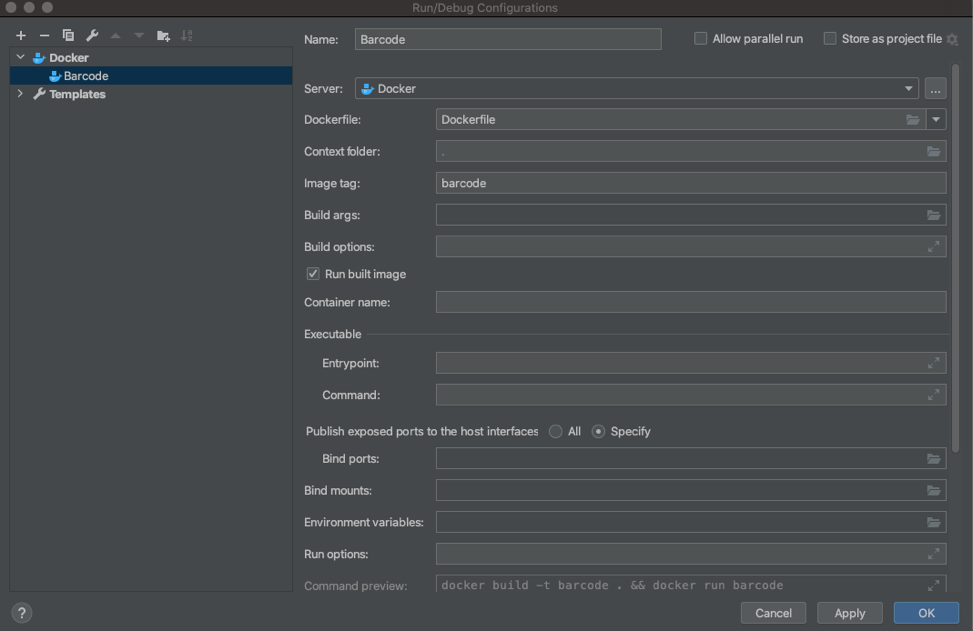 Run/Debug Configurations
Docker
Barcode
Templates
Name: Barcode Allow parallel run Store as project file
Server: Docker ...
Dockerfile: Dockerfile
Context folder: .
Image tag: barcode
Build args:
Build options:
Run built image
Container name:
Executable
Entrypoint:
Command:
Publish exposed ports to the host interfaces All Specify
Bind ports:
Bind mounts:
Environment variables:
Run options:
Command preview: docker build -t barcode . && docker run barcode
? Cancel Apply OK